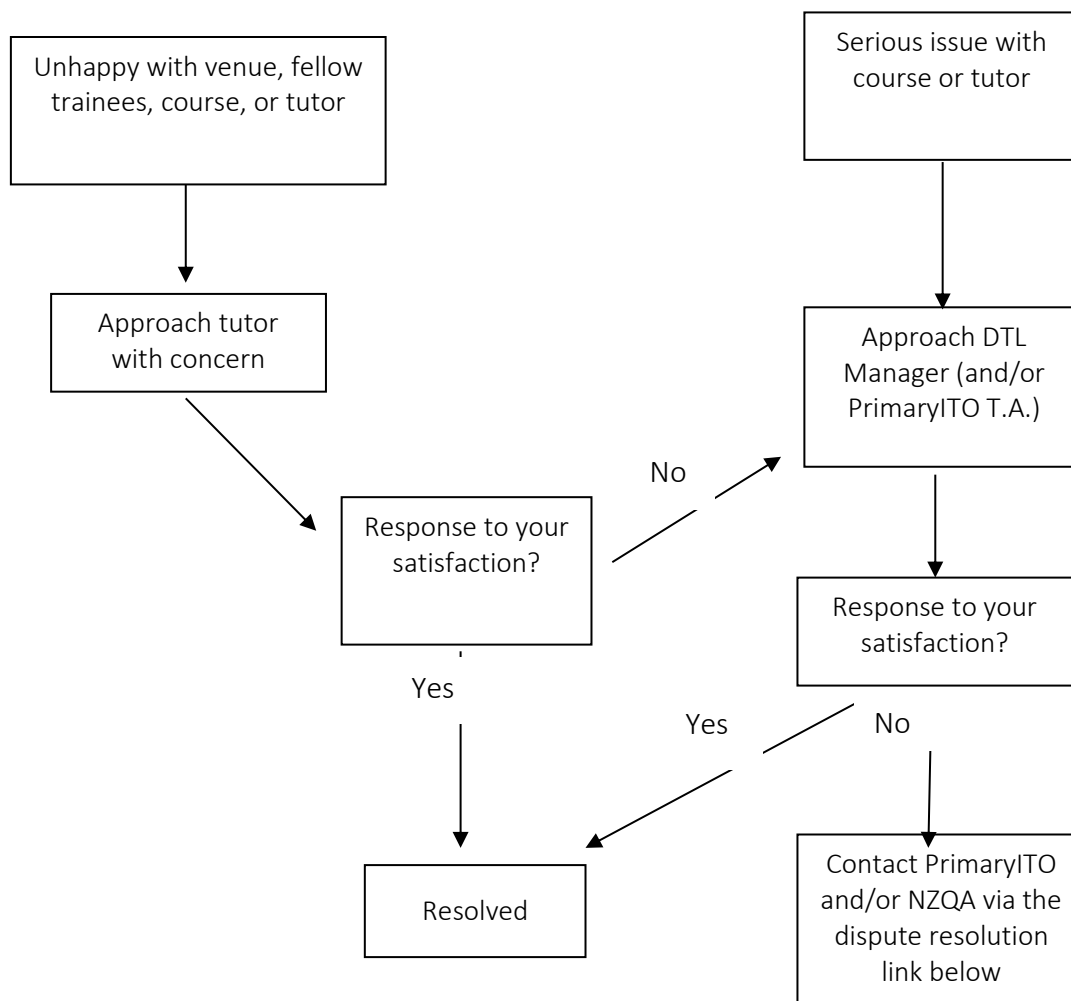 Unhappy with venue, fellow
trainees, course, or tutor
Serious issue with
course or tutor
Approach tutor
with concern
Approach DTL
Manager (and/or
PrimaryITO T.A.)
No
Response to your
satisfaction?
Response to your
satisfaction?
Yes
Yes
No
Resolved
Contact PrimaryITO
and/or NZQA via the
dispute resolution
link below